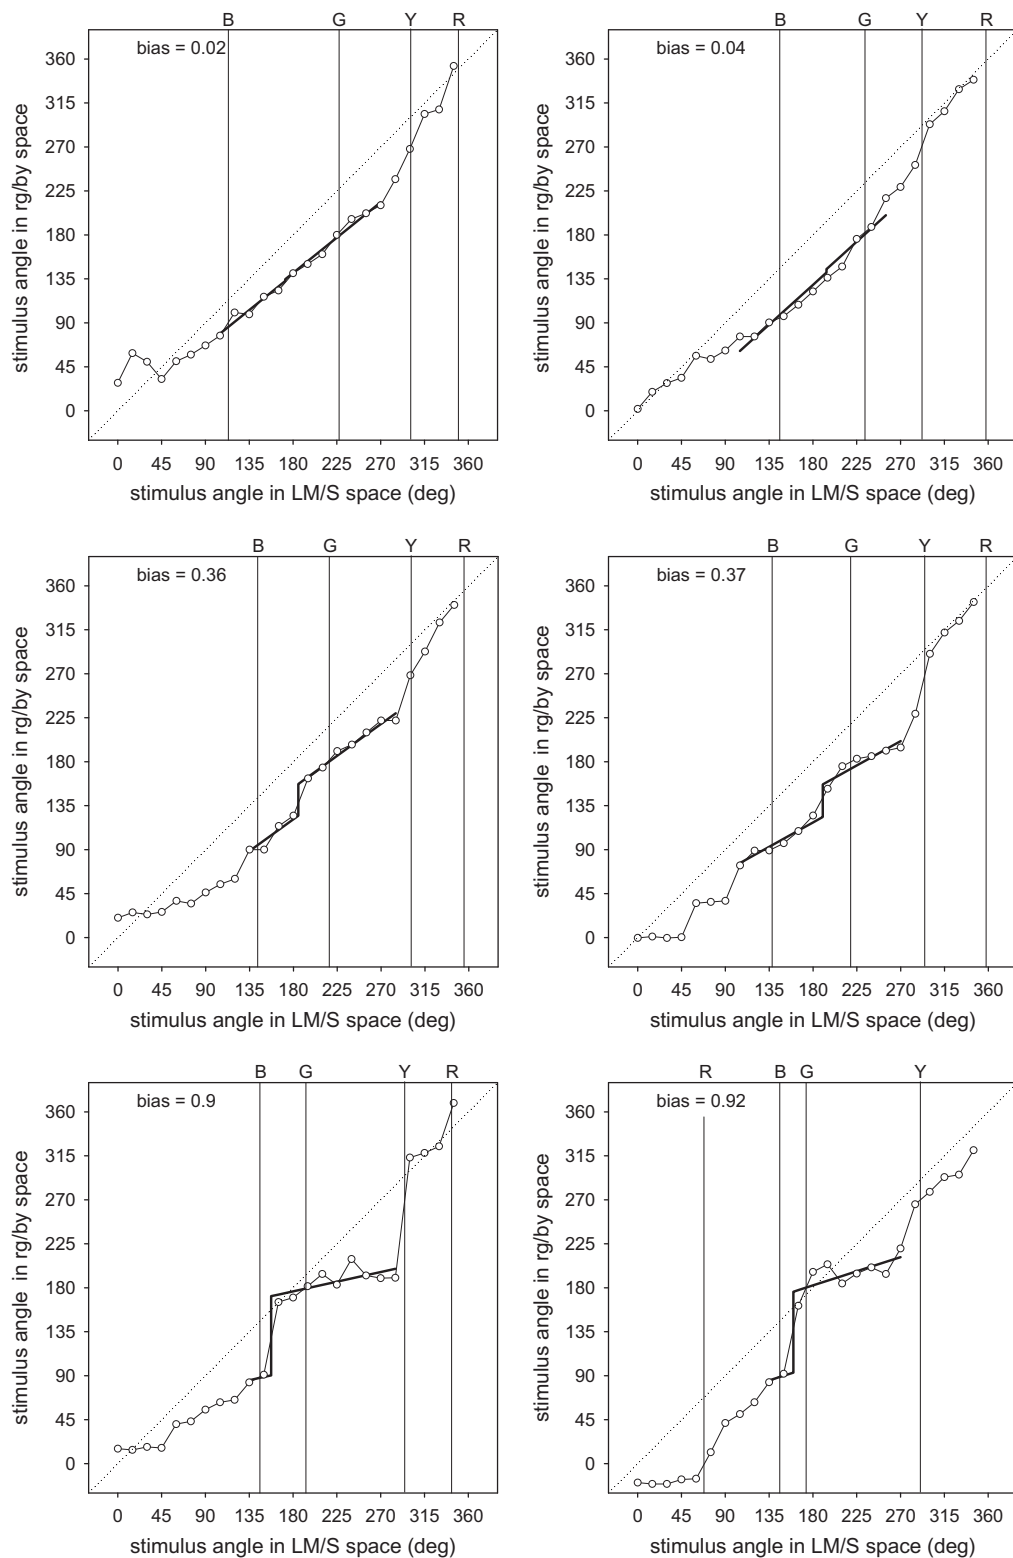 B G Y R
bias = 0.02
360
315
270
225
180
135
90
45
0
stimulus angle in rg/by space
0 45 90 135 180 225 270 315 360
stimulus angle in LM/S space (deg)
B G Y R
bias = 0.04
360
315
270
225
180
135
90
45
0
stimulus angle in rg/by space
0 45 90 135 180 225 270 315 360
stimulus angle in LM/S space (deg)
B G Y R
bias = 0.36
360
315
270
225
180
135
90
45
0
stimulus angle in rg/by space
0 45 90 135 180 225 270 315 360
stimulus angle in LM/S space (deg)
B G Y R
bias = 0.37
360
315
270
225
180
135
90
45
0
stimulus angle in rg/by space
0 45 90 135 180 225 270 315 360
stimulus angle in LM/S space (deg)
B G Y R
bias = 0.9
360
315
270
225
180
135
90
45
0
stimulus angle in rg/by space
0 45 90 135 180 225 270 315 360
stimulus angle in LM/S space (deg)
R B G Y
bias = 0.92
360
315
270
225
180
135
90
45
0
stimulus angle in rg/by space
0 45 90 135 180 225 270 315 360
stimulus angle in LM/S space (deg)